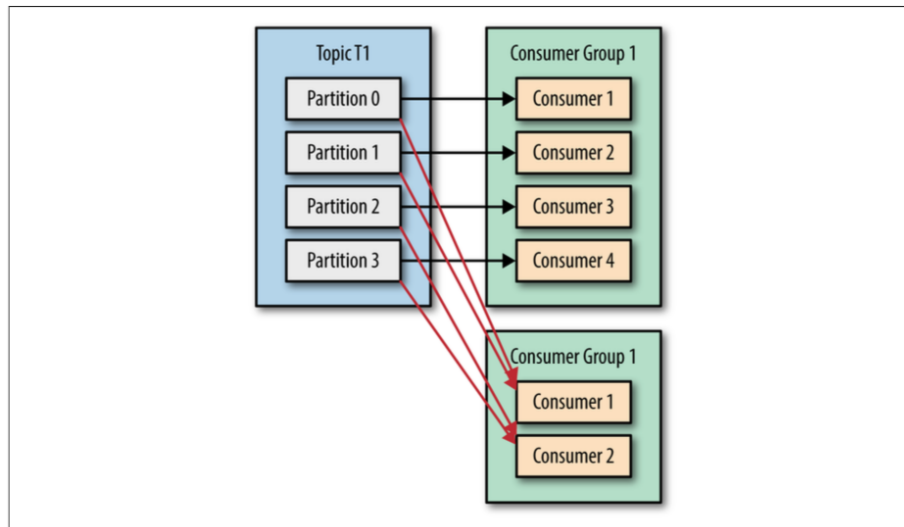 Topic T1
Partition 0
Partition 1
Partition 2
Partition 3
Consumer Group 1
Consumer 1
Consumer 2
Consumer 3
Consumer 4
Consumer Group 1
Consumer 1
Consumer 2